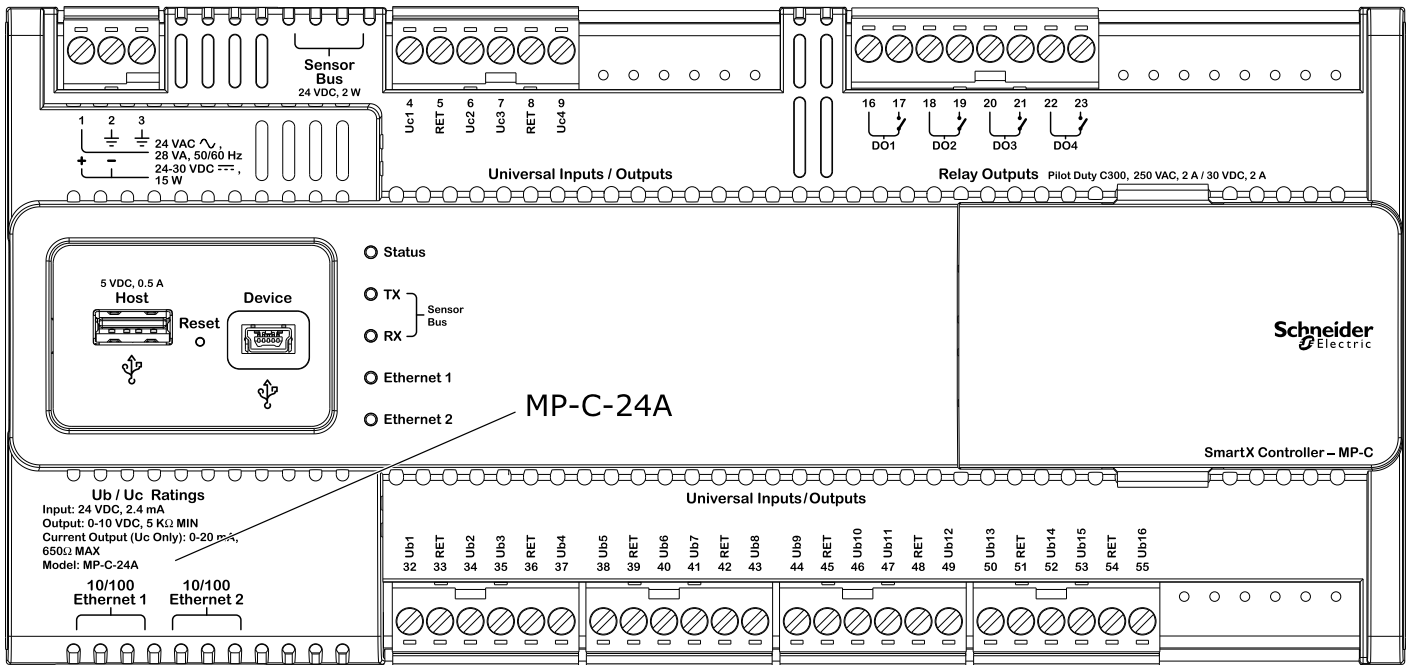 Sensor
Bus
24 VDC, 2 W
1 2 3
+ −
24 VAC ∿ ,
28 VA, 50/60 Hz
24-30 VDC ⎓ ,
15 W
4 5 6 7 8 9
Uc1 RET Uc2 Uc3 RET Uc4
Universal Inputs / Outputs
16 17 18 19 20 21 22 23
DO1 DO2 DO3 DO4
Relay Outputs Pilot Duty C300, 250 VAC, 2 A / 30 VDC, 2 A
5 VDC, 0.5 A
Host
Reset
Device
Status
TX
RX
Sensor
Bus
Ethernet 1
Ethernet 2
MP-C-24A
Schneider
Electric
SmartX Controller – MP-C
Ub / Uc Ratings
Input: 24 VDC, 2.4 mA
Output: 0-10 VDC, 5 KΩ MIN
Current Output (Uc Only): 0-20 mA,
650Ω MAX
Model: MP-C-24A
10/100
Ethernet 1
10/100
Ethernet 2
Universal Inputs/Outputs
Ub1 RET Ub2 Ub3 RET Ub4 Ub5 RET Ub6 Ub7 RET Ub8 Ub9 RET Ub10 Ub11 RET Ub12 Ub13 RET Ub14 Ub15 RET Ub16
32 33 34 35 36 37 38 39 40 41 42 43 44 45 46 47 48 49 50 51 52 53 54 55